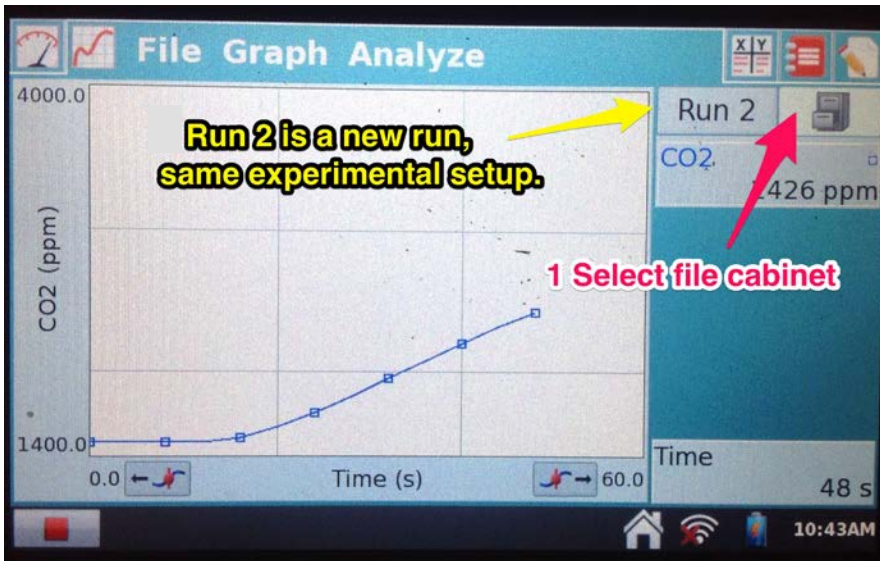 File Graph Analyze
X Y
4000.0
Run 2 is a new run,
same experimental setup.
Run 2
CO2
426 ppm
CO2 (ppm)
1 Select file cabinet
1400.0
0.0
Time (s)
60.0
Time
48 s
10:43AM